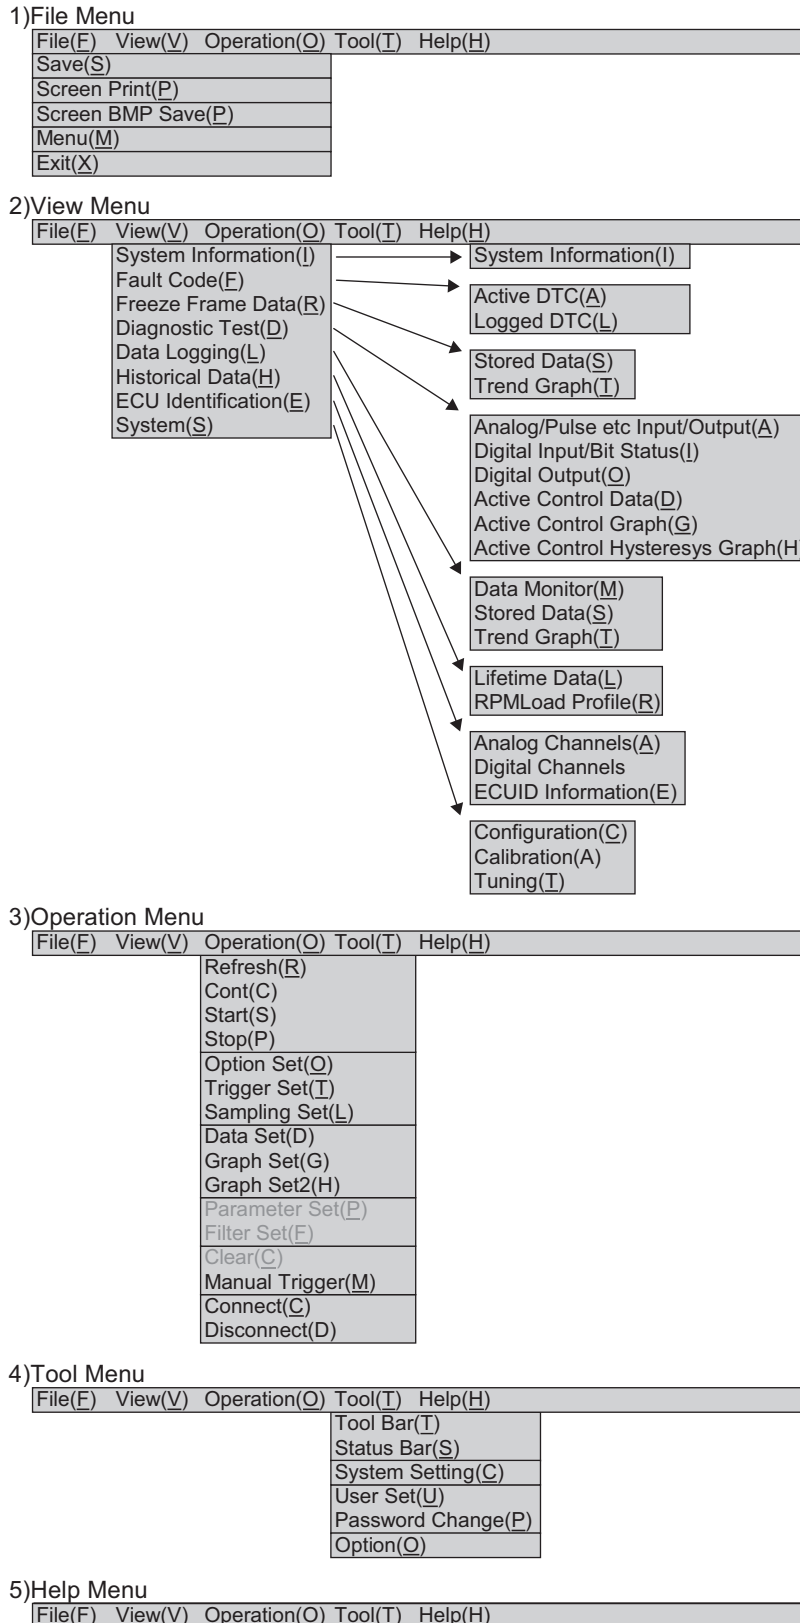 1)File Menu
File(F) View(V) Operation(O) Tool(T) Help(H)
Save(S)
Screen Print(P)
Screen BMP Save(P)
Menu(M)
Exit(X)
2)View Menu
File(F) View(V) Operation(O) Tool(T) Help(H)
System Information(I)
Fault Code(F)
Freeze Frame Data(R)
Diagnostic Test(D)
Data Logging(L)
Historical Data(H)
ECU Identification(E)
System(S)
System Information(I)
Active DTC(A)
Logged DTC(L)
Stored Data(S)
Trend Graph(T)
Analog/Pulse etc Input/Output(A)
Digital Input/Bit Status(I)
Digital Output(O)
Active Control Data(D)
Active Control Graph(G)
Active Control Hysteresys Graph(H)
Data Monitor(M)
Stored Data(S)
Trend Graph(T)
Lifetime Data(L)
RPMLoad Profile(R)
Analog Channels(A)
Digital Channels
ECUID Information(E)
Configuration(C)
Calibration(A)
Tuning(T)
3)Operation Menu
File(F) View(V) Operation(O) Tool(T) Help(H)
Refresh(R)
Cont(C)
Start(S)
Stop(P)
Option Set(O)
Trigger Set(T)
Sampling Set(L)
Data Set(D)
Graph Set(G)
Graph Set2(H)
Parameter Set(P)
Filter Set(F)
Clear(C)
Manual Trigger(M)
Connect(C)
Disconnect(D)
4)Tool Menu
File(F) View(V) Operation(O) Tool(T) Help(H)
Tool Bar(T)
Status Bar(S)
System Setting(C)
User Set(U)
Password Change(P)
Option(O)
5)Help Menu
File(F) View(V) Operation(O) Tool(T) Help(H)